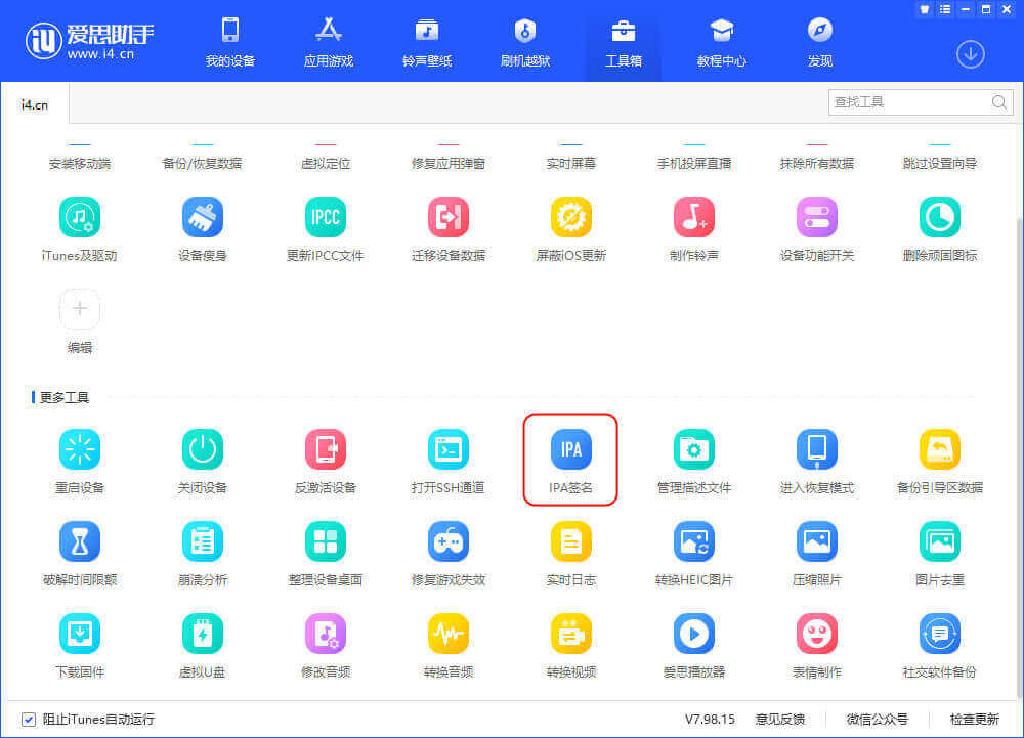 爱思助手
www.i4.cn
我的设备 应用游戏 铃声壁纸 刷机越狱 工具箱 教程中心 发现
i4.cn 查找工具
安装移动端 备份/恢复数据 虚拟定位 修复应用弹窗 实时屏幕 手机投屏直播 抹除所有数据 跳过设置向导
IPCC
iTunes及驱动 设备瘦身 更新IPCC文件 迁移设备数据 屏蔽iOS更新 制作铃声 设备功能开关 删除顽固图标
编辑
更多工具
IPA
重启设备 关闭设备 反激活设备 打开SSH通道 IPA签名 管理描述文件 进入恢复模式 备份引导区数据
破解时间限额 崩溃分析 整理设备桌面 修复游戏失效 实时日志 转换HEIC图片 压缩照片 图片去重
下载固件 虚拟U盘 修改音频 转换音频 转换视频 爱思播放器 表情制作 社交软件备份
阻止iTunes自动运行 V7.98.15 意见反馈 微信公众号 检查更新